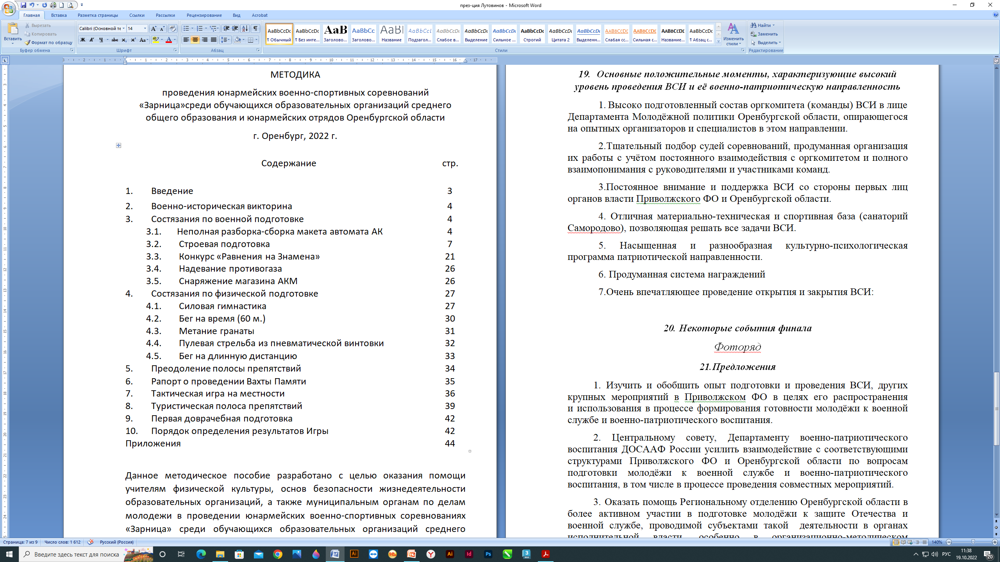 през-ция Лутовинов - Microsoft Word
Главная Вставка Разметка страницы Ссылки Рассылки Рецензирование Вид Acrobat
Вставить
Вырезать
Копировать
Формат по образцу
Буфер обмена
Calibri (Основной те 14
Ж К Ч abc x₂ x² Aa
Шрифт
Абзац
AaBbCcDc AaBbCcDc AaB AaBbCc AaBl AaBbCcL AaBbCcDc AaBbCcDc AaBbCcDc AaBbCcDc AaBbCcDc AaBbCcDc AABBCCDE AABBCCDE AABBCCDE AaBbCcDc
¶ Обычный ¶ Без инте... Заголово... Заголово... Название Подзагол... Слабое в... Выделение Сильное ... Строгий Цитата 2 Выделенн... Слабая сс... Сильная с... Название... ¶ Абзац с...
Стили
Изменить стили
Найти
Заменить
Выделить
Редактирование
3 2 1 1 2 3 4 5 6 7 8 9 10 11 12 13 14 15 16 17
МЕТОДИКА
проведения юнармейских военно-спортивных соревнований
«Зарница»среди обучающихся образовательных организаций среднего
общего образования и юнармейских отрядов Оренбургской области
г. Оренбург, 2022 г.
Содержание стр.
1. Введение 3
2. Военно-историческая викторина 4
3. Состязания по военной подготовке 4
3.1. Неполная разборка-сборка макета автомата АК 4
3.2. Строевая подготовка 7
3.3. Конкурс «Равнения на Знамена» 21
3.4. Надевание противогаза 26
3.5. Снаряжение магазина АКМ 26
4. Состязания по физической подготовке 27
4.1. Силовая гимнастика 27
4.2. Бег на время (60 м.) 30
4.3. Метание гранаты 31
4.4. Пулевая стрельба из пневматической винтовки 32
4.5. Бег на длинную дистанцию 33
5. Преодоление полосы препятствий 34
6. Рапорт о проведении Вахты Памяти 35
7. Тактическая игра на местности 36
8. Туристическая полоса препятствий 39
9. Первая доврачебная подготовка 42
10. Порядок определения результатов Игры 42
Приложения 44
Данное методическое пособие разработано с целью оказания помощи
учителям физической культуры, основ безопасности жизнедеятельности
образовательных организаций, а также муниципальным органам по делам
молодежи в проведении юнармейских военно-спортивных соревнованиях
«Зарница» среди обучающихся образовательных организаций среднего
19. Основные положительные моменты, характеризующие высокий
уровень проведения ВСИ и её военно-патриотическую направленность
1. Высоко подготовленный состав оргкомитета (команды) ВСИ в лице
Департамента Молодёжной политики Оренбургской области, опирающегося
на опытных организаторов и специалистов в этом направлении.
2.Тщательный подбор судей соревнований, продуманная организация
их работы с учётом постоянного взаимодействия с оргкомитетом и полного
взаимопонимания с руководителями и участниками команд.
3.Постоянное внимание и поддержка ВСИ со стороны первых лиц
органов власти Приволжского ФО и Оренбургской области.
4. Отличная материально-техническая и спортивная база (санаторий
Самородово), позволяющая решать все задачи ВСИ.
5. Насыщенная и разнообразная культурно-психологическая
программа патриотической направленности.
6. Продуманная система награждений
7.Очень впечатляющее проведение открытия и закрытия ВСИ:
20. Некоторые события финала
Фоторяд
21.Предложения
1. Изучить и обобщить опыт подготовки и проведения ВСИ, других
крупных мероприятий в Приволжском ФО в целях его распространения
и использования в процессе формирования готовности молодёжи к военной
службе и военно-патриотического воспитания.
2. Центральному совету, Департаменту военно-патриотического
воспитания ДОСААФ России усилить взаимодействие с соответствующими
структурами Приволжского ФО и Оренбургской области по вопросам
подготовки молодёжи к военной службе и военно-патриотического
воспитания, в том числе в процессе проведения совместных мероприятий.
3. Оказать помощь Региональному отделению Оренбургской области в
более активном участии в подготовке молодёжи к защите Отечества и
военной службе, проводимой субъектами такой деятельности в органах
исполнительной власти, особенно в организационно-методическом
Страница: 7 из 9 Число слов: 1 612 Русский (Россия) 140%
Введите здесь текст для поиска
РУС 11:38
19.10.2022
20